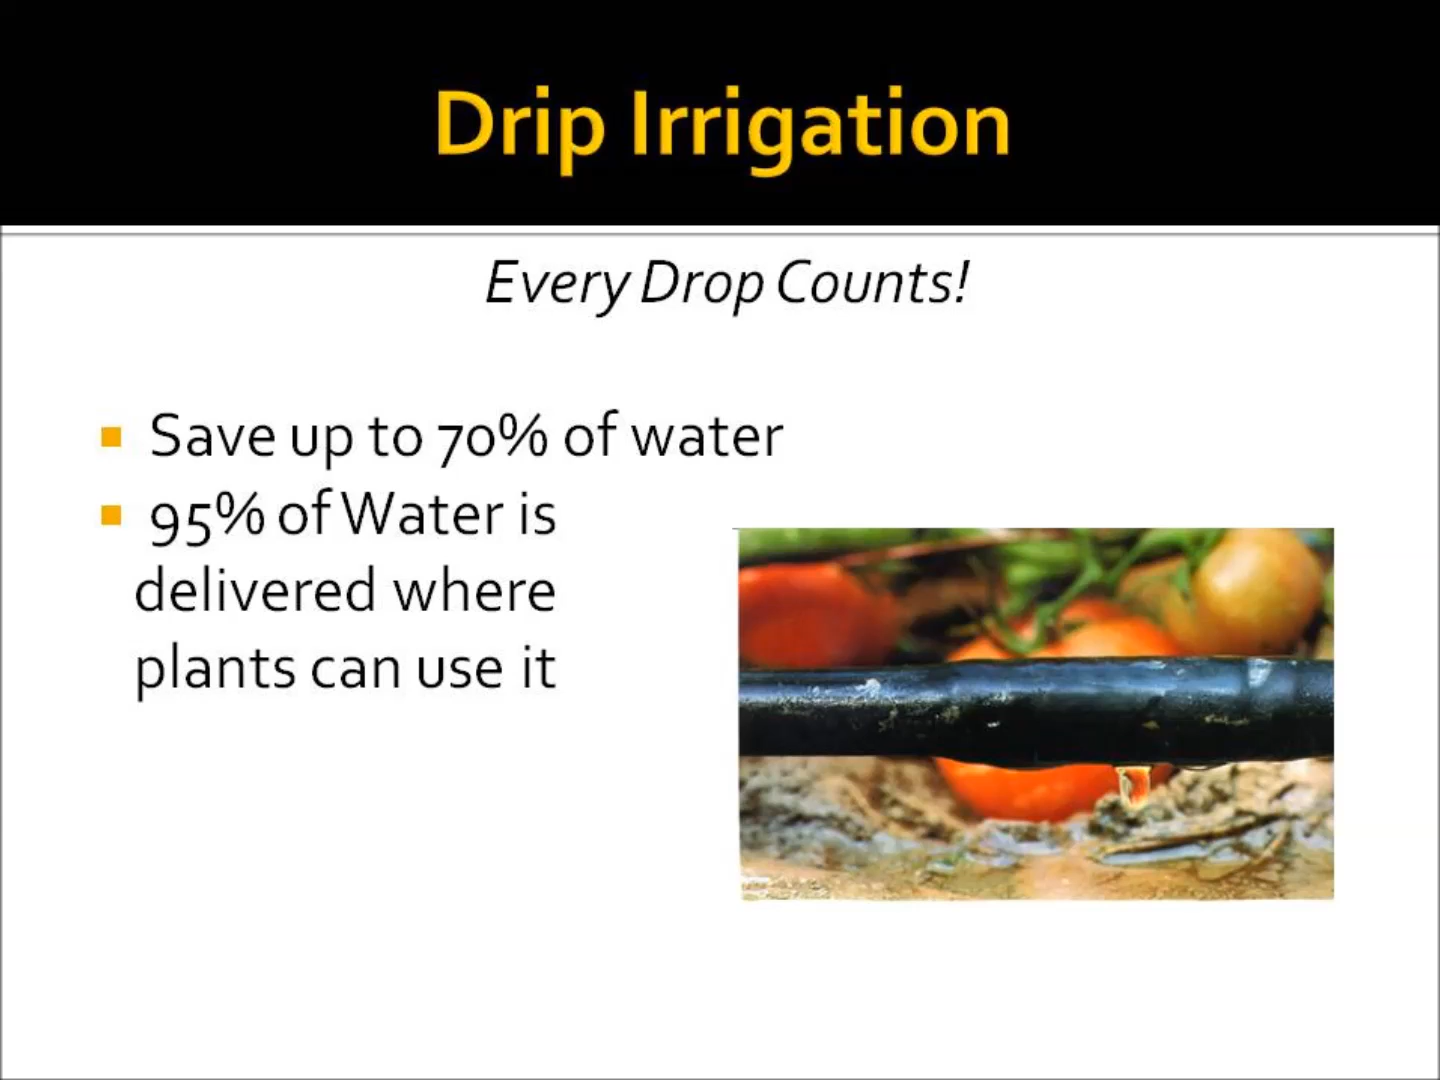 Drip Irrigation
Every Drop Counts!
Save up to 70% of water
95% of Water is
delivered where
plants can use it